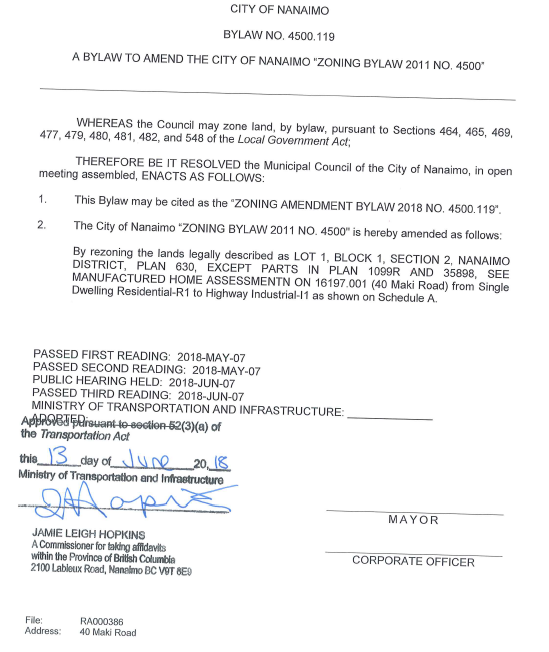 CITY OF NANAIMO
BYLAW NO. 4500.119
A BYLAW TO AMEND THE CITY OF NANAIMO "ZONING BYLAW 2011 NO. 4500"
WHEREAS the Council may zone land, by bylaw, pursuant to Sections 464, 465, 469,
477, 479, 480, 481, 482, and 548 of the Local Government Act;
THEREFORE BE IT RESOLVED the Municipal Council of the City of Nanaimo, in open
meeting assembled, ENACTS AS FOLLOWS:
1. This Bylaw may be cited as the "ZONING AMENDMENT BYLAW 2018 NO. 4500.119".
2. The City of Nanaimo "ZONING BYLAW 2011 NO. 4500" is hereby amended as follows:
By rezoning the lands legally described as LOT 1, BLOCK 1, SECTION 2, NANAIMO
DISTRICT, PLAN 630, EXCEPT PARTS IN PLAN 1099R AND 35898, SEE
MANUFACTURED HOME ASSESSMENTN ON 16197.001 (40 Maki Road) from Single
Dwelling Residential-R1 to Highway Industrial-I1 as shown on Schedule A.
PASSED FIRST READING: 2018-MAY-07
PASSED SECOND READING: 2018-MAY-07
PUBLIC HEARING HELD: 2018-JUN-07
PASSED THIRD READING: 2018-JUN-07
MINISTRY OF TRANSPORTATION AND INFRASTRUCTURE:
ADOPTED:
Approved pursuant to section 52(3)(a) of
the Transportation Act
this 13 day of June 20, 18
Ministry of Transportation and Infrastructure
JAMIE LEIGH HOPKINS
A Commissioner for taking affidavits
within the Province of British Columbia
2100 Labieux Road, Nanaimo BC V9T 6E9
MAYOR
CORPORATE OFFICER
File: RA000386
Address: 40 Maki Road